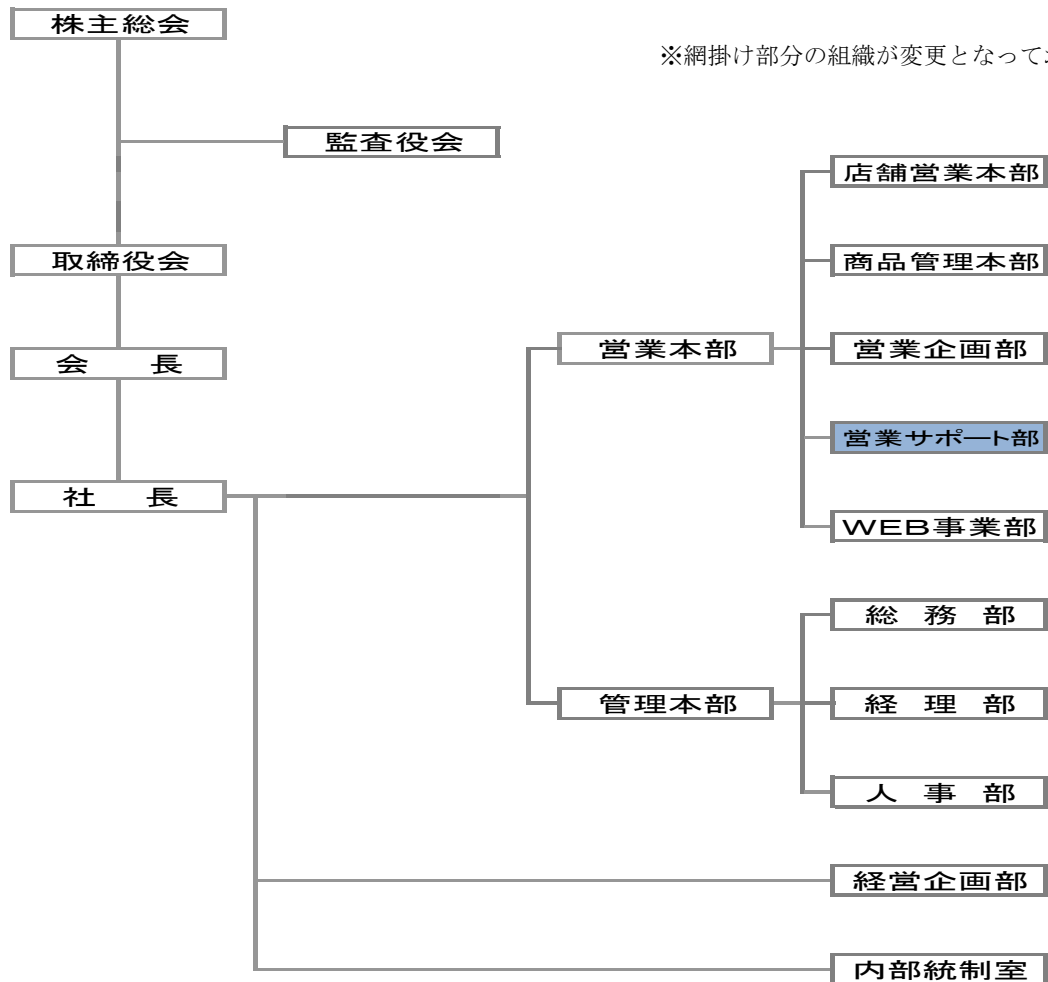 株主総会
※網掛け部分の組織が変更となって
監査役会
店舗営業本部
取締役会
商品管理本部
営業本部
営業企画部
会 長
営業サポート部
社 長
WEB事業部
総 務 部
管理本部
経 理 部
人 事 部
経営企画部
内部統制室